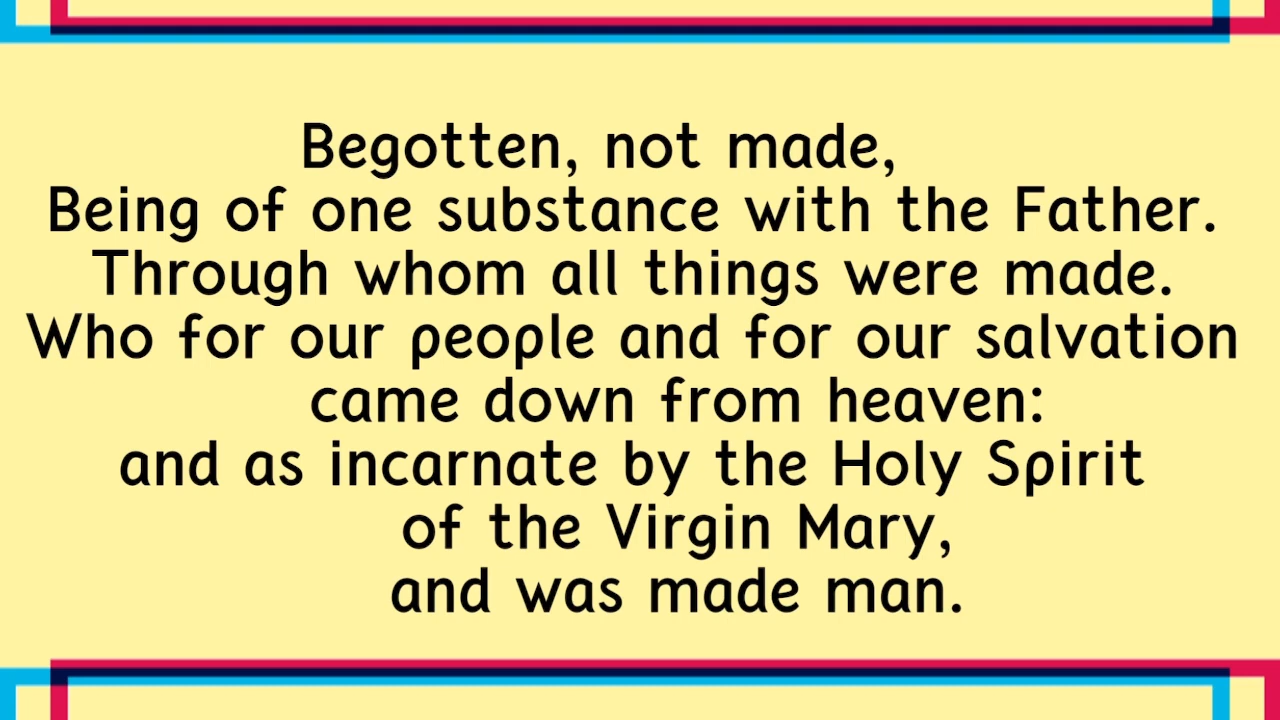 Begotten, not made,
Being of one substance with the Father.
Through whom all things were made.
Who for our people and for our salvation
came down from heaven:
and as incarnate by the Holy Spirit
of the Virgin Mary,
and was made man.